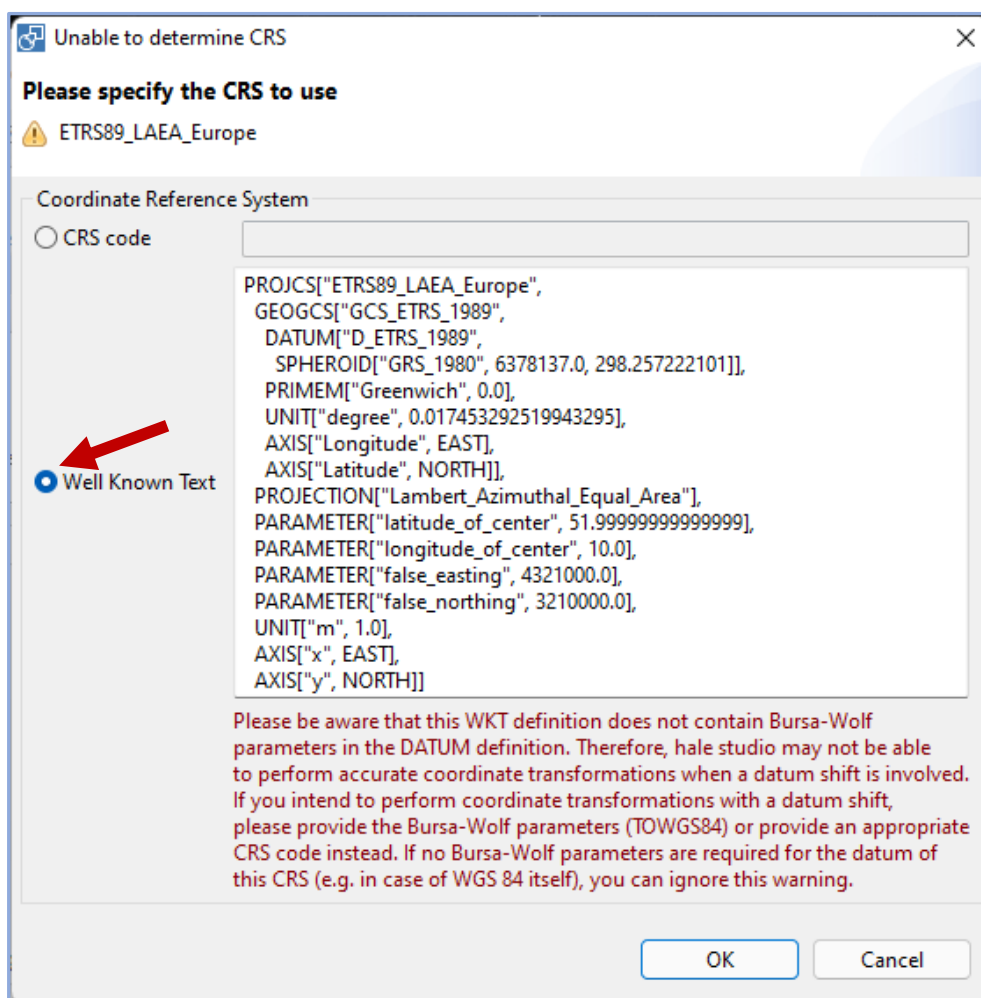 Unable to determine CRS
Please specify the CRS to use
ETRS89_LAEA_Europe
Coordinate Reference System
CRS code
PROJCS["ETRS89_LAEA_Europe",
GEOGCS["GCS_ETRS_1989",
DATUM["D_ETRS_1989",
SPHEROID["GRS_1980", 6378137.0, 298.257222101]],
PRIMEM["Greenwich", 0.0],
UNIT["degree", 0.017453292519943295],
AXIS["Longitude", EAST],
AXIS["Latitude", NORTH]],
Well Known Text
PROJECTION["Lambert_Azimuthal_Equal_Area"],
PARAMETER["latitude_of_center", 51.99999999999999],
PARAMETER["longitude_of_center", 10.0],
PARAMETER["false_easting", 4321000.0],
PARAMETER["false_northing", 3210000.0],
UNIT["m", 1.0],
AXIS["x", EAST],
AXIS["y", NORTH]]
Please be aware that this WKT definition does not contain Bursa-Wolf
parameters in the DATUM definition. Therefore, hale studio may not be able
to perform accurate coordinate transformations when a datum shift is involved.
If you intend to perform coordinate transformations with a datum shift,
please provide the Bursa-Wolf parameters (TOWGS84) or provide an appropriate
CRS code instead. If no Bursa-Wolf parameters are required for the datum of
this CRS (e.g. in case of WGS 84 itself), you can ignore this warning.
OK
Cancel